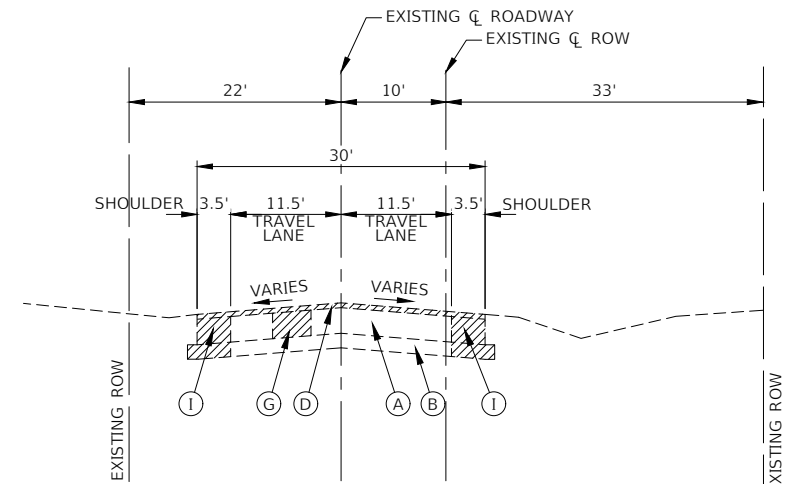 EXISTING ℄ ROADWAY
EXISTING ℄ ROW
22'
10'
33'
30'
SHOULDER 3.5' 11.5' 11.5' 3.5' SHOULDER
TRAVEL LANE
TRAVEL LANE
VARIES
VARIES
I
G
D
A
B
I
EXISTING ROW
XISTING ROW